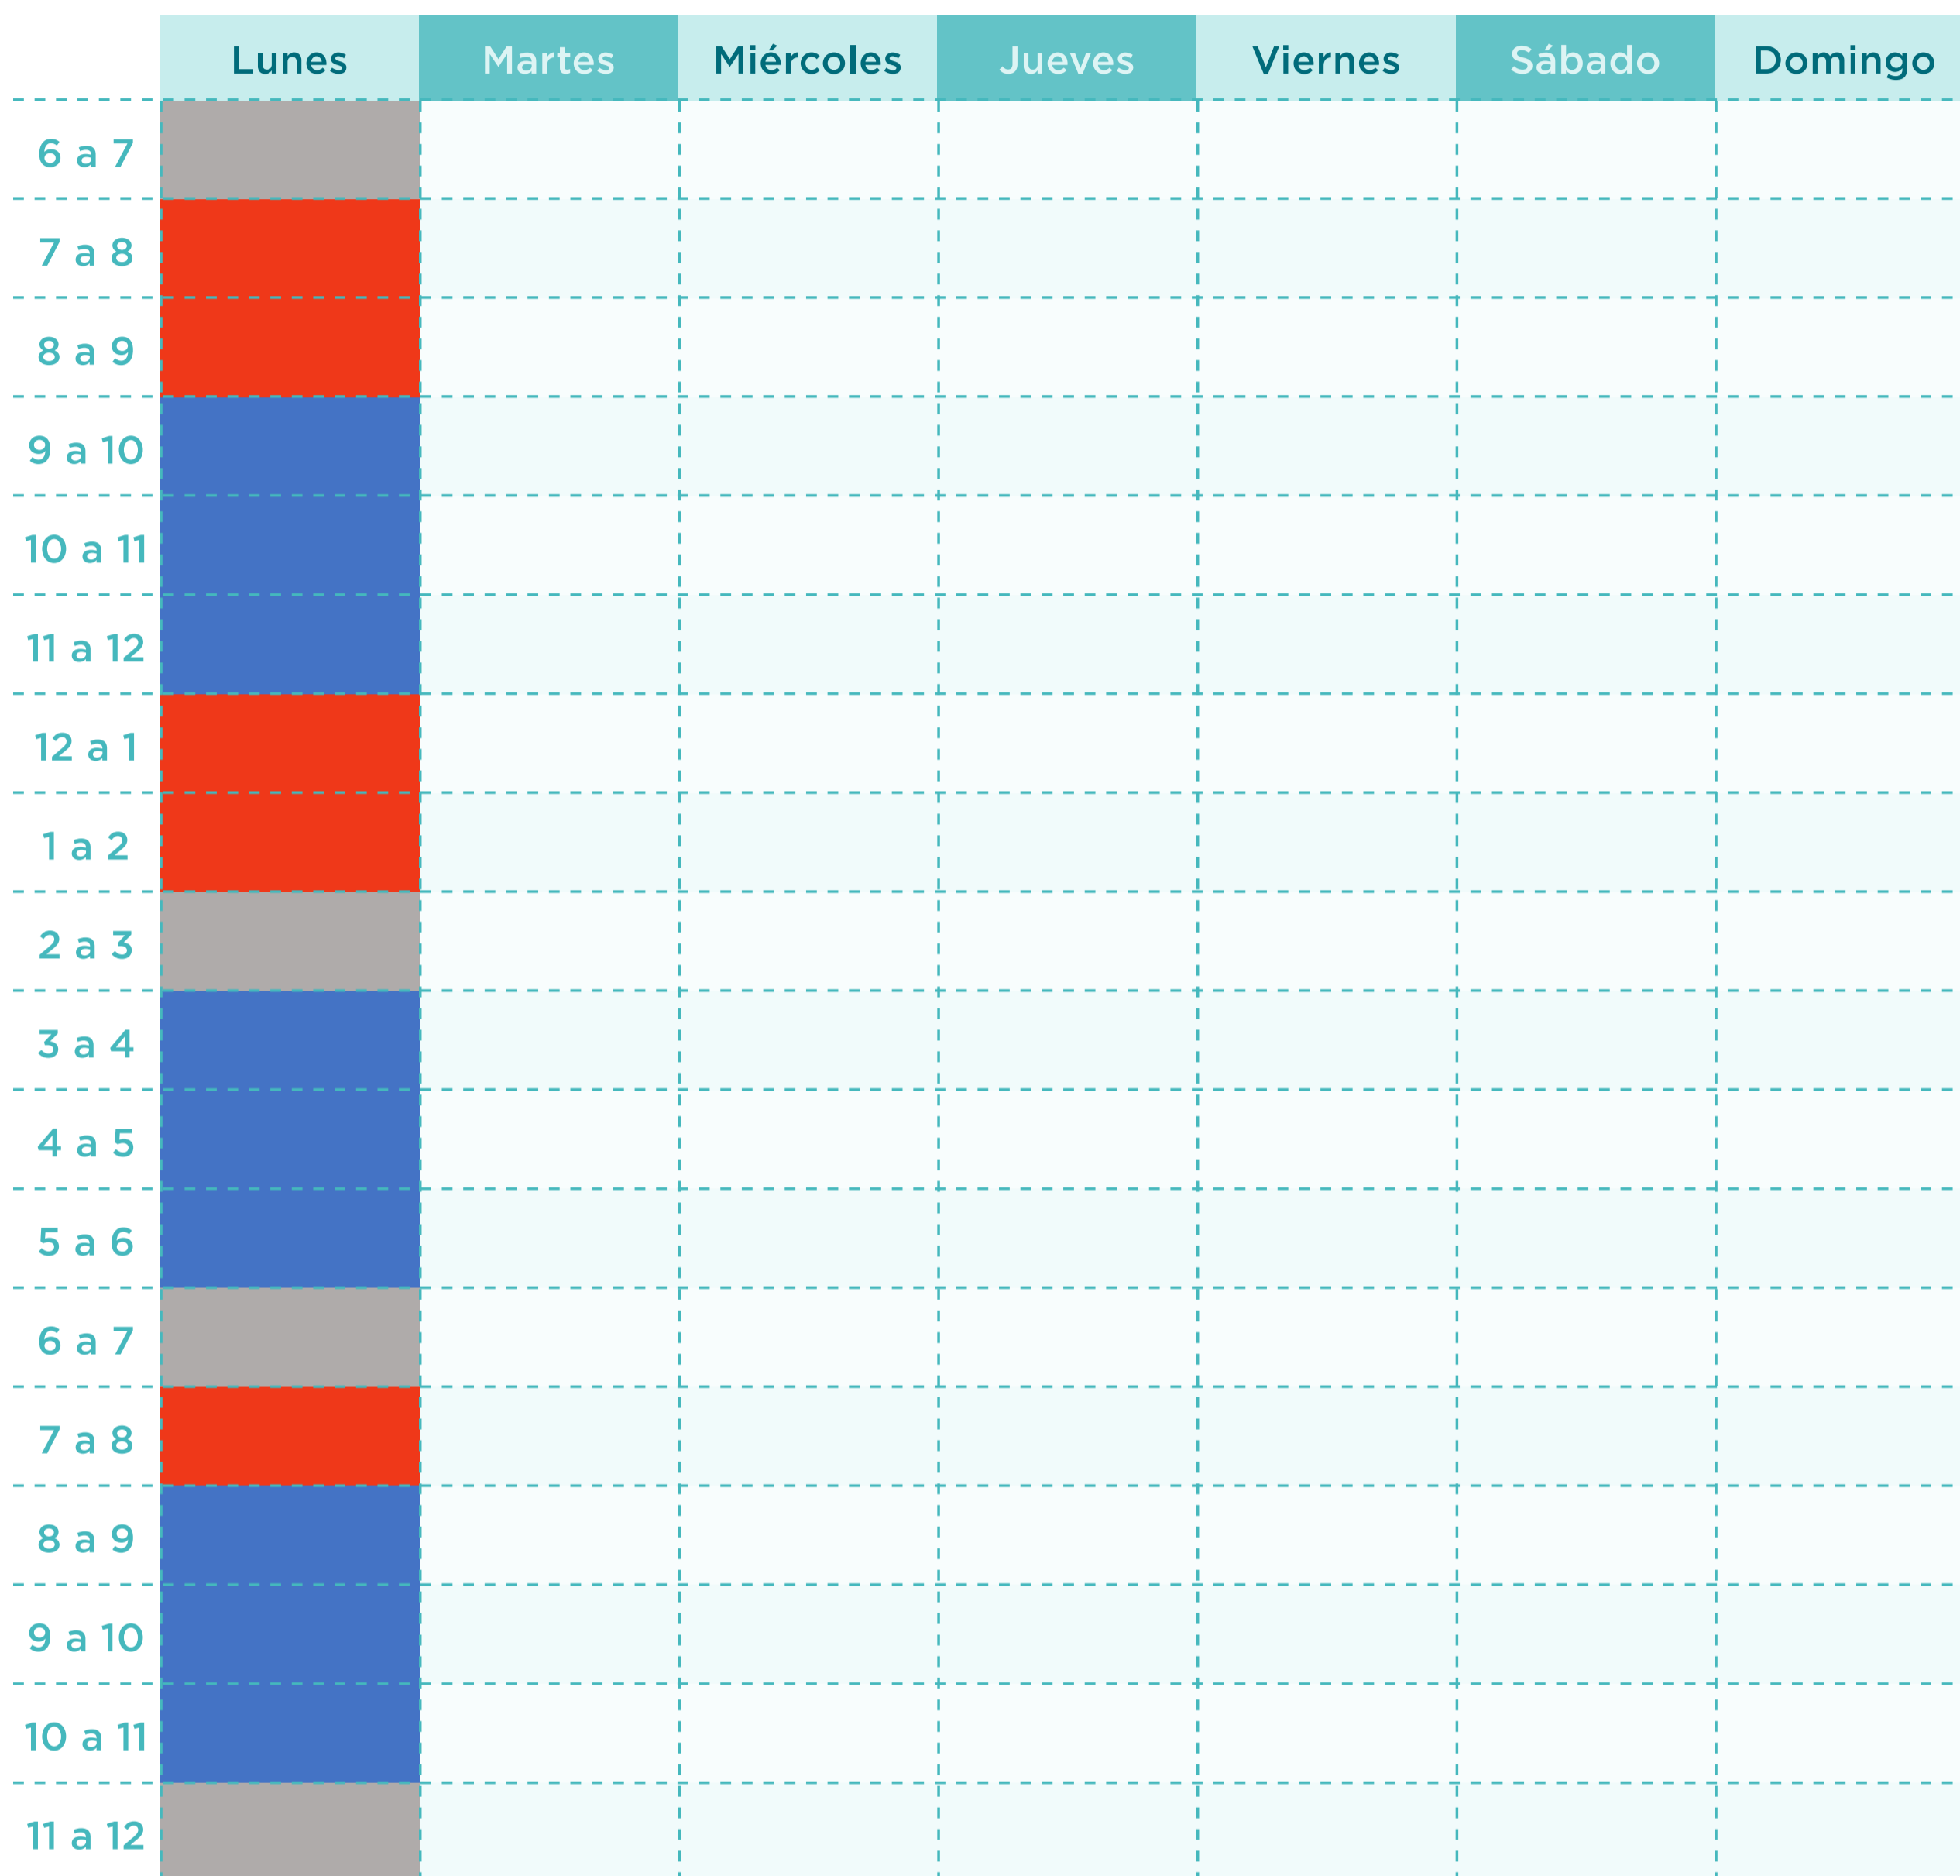 Lunes Martes Miércoles Jueves Viernes Sábado Domingo
6 a 7
7 a 8
8 a 9
9 a 10
10 a 11
11 a 12
12 a 1
1 a 2
2 a 3
3 a 4
4 a 5
5 a 6
6 a 7
7 a 8
8 a 9
9 a 10
10 a 11
11 a 12